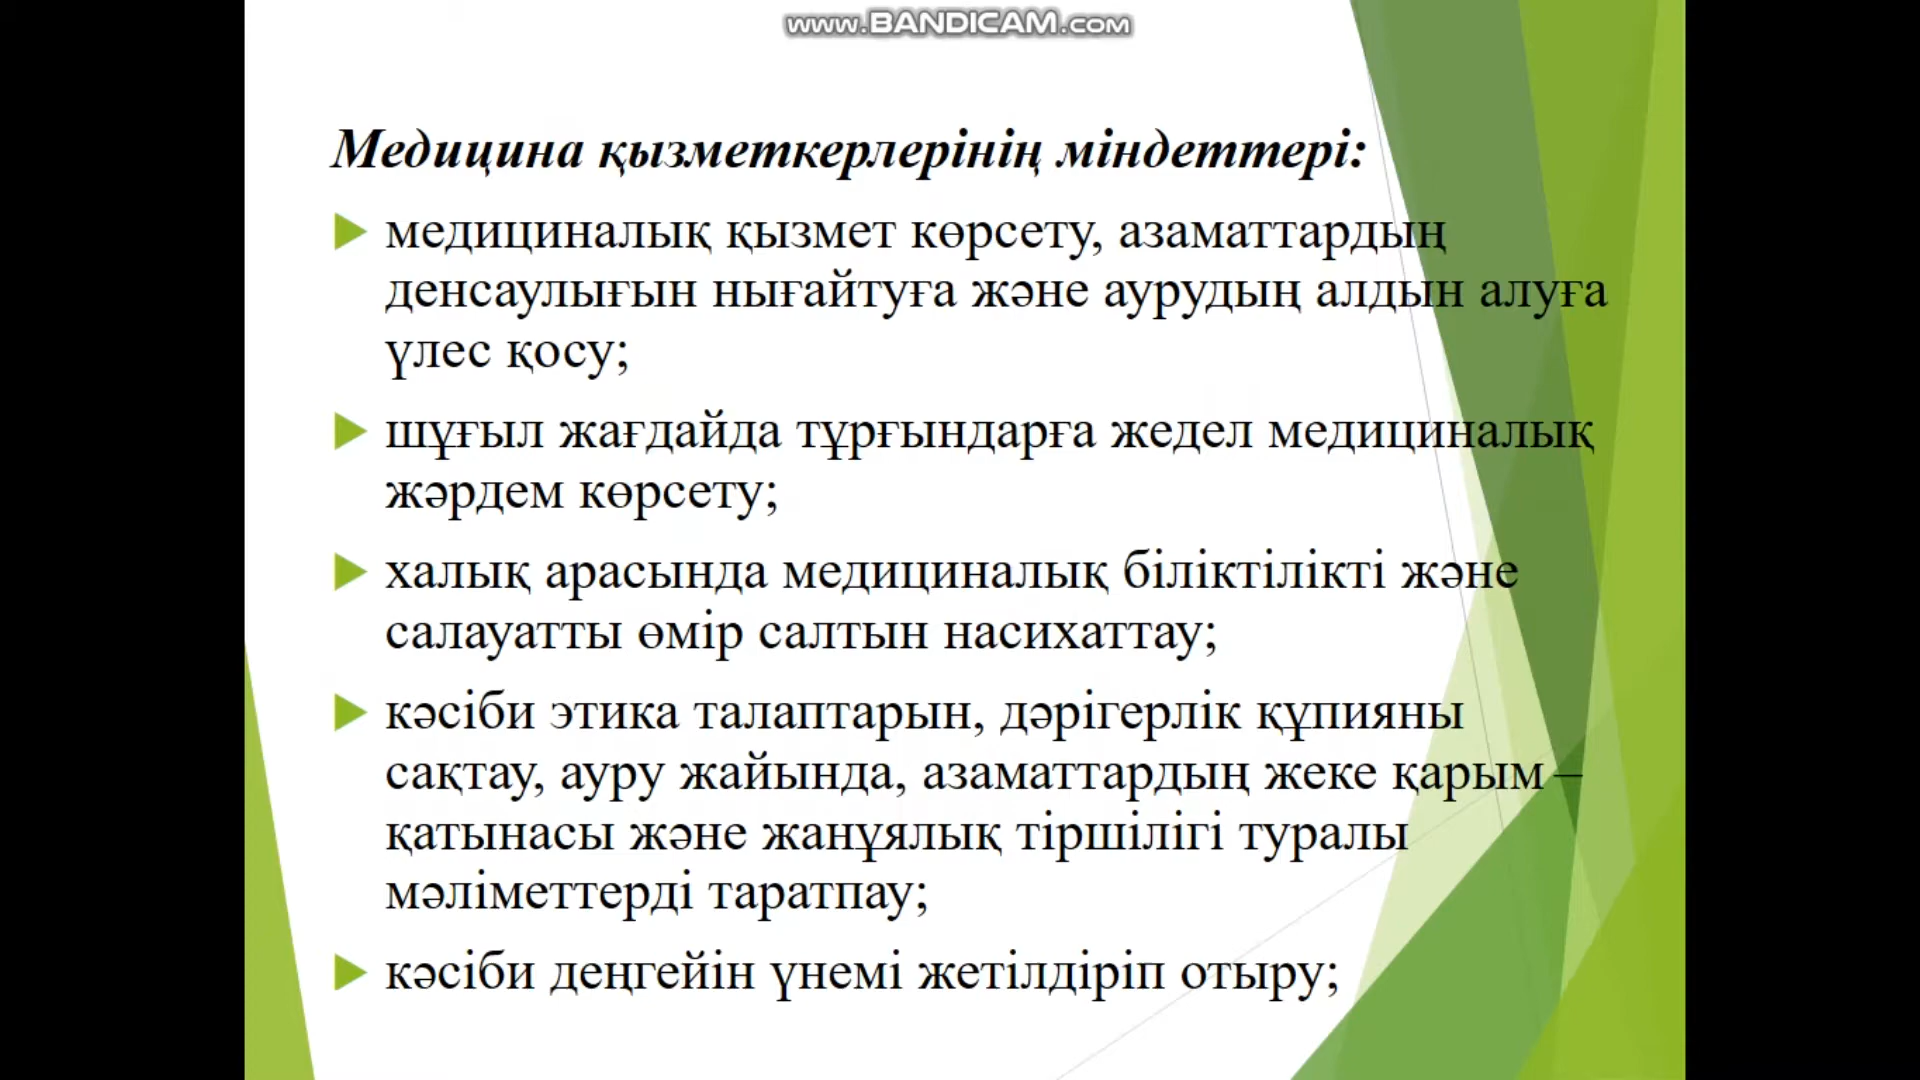 www.BANDICAM.com
Медицина қызметкерлерінің міндеттері:
медициналық қызмет көрсету, азаматтардың
денсаулығын нығайтуға және аурудың алдын алуға
үлес қосу;
шұғыл жағдайда тұрғындарға жедел медициналық
жәрдем көрсету;
халық арасында медициналық біліктілікті және
салауатты өмір салтын насихаттау;
кәсіби этика талаптарын, дәрігерлік құпияны
сақтау, ауру жайында, азаматтардың жеке қарым –
қатынасы және жанұялық тіршілігі туралы
мәліметтерді таратпау;
кәсіби деңгейін үнемі жетілдіріп отыру;